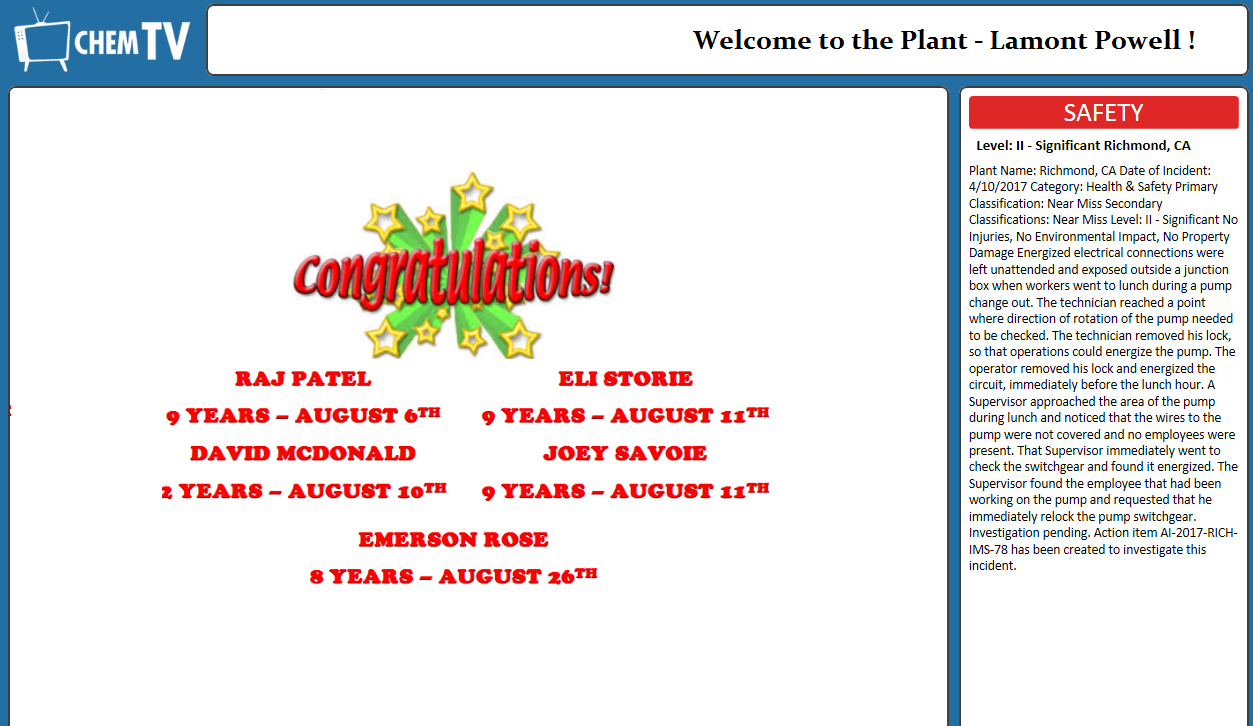 CHEM TV
Welcome to the Plant - Lamont Powell !
Congratulations!
RAJ PATEL
9 YEARS – AUGUST 6TH
ELI STORIE
9 YEARS – AUGUST 11TH
DAVID MCDONALD
2 YEARS – AUGUST 10TH
JOEY SAVOIE
9 YEARS – AUGUST 11TH
EMERSON ROSE
8 YEARS – AUGUST 26TH
SAFETY
Level: II - Significant Richmond, CA
Plant Name: Richmond, CA Date of Incident:
4/10/2017 Category: Health & Safety Primary
Classification: Near Miss Secondary
Classifications: Near Miss Level: II - Significant No
Injuries, No Environmental Impact, No Property
Damage Energized electrical connections were
left unattended and exposed outside a junction
box when workers went to lunch during a pump
change out. The technician reached a point
where direction of rotation of the pump needed
to be checked. The technician removed his lock,
so that operations could energize the pump. The
operator removed his lock and energized the
circuit, immediately before the lunch hour. A
Supervisor approached the area of the pump
during lunch and noticed that the wires to the
pump were not covered and no employees were
present. That Supervisor immediately went to
check the switchgear and found it energized. The
Supervisor found the employee that had been
working on the pump and requested that he
immediately relock the pump switchgear.
Investigation pending. Action item AI-2017-RICH-
IMS-78 has been created to investigate this
incident.